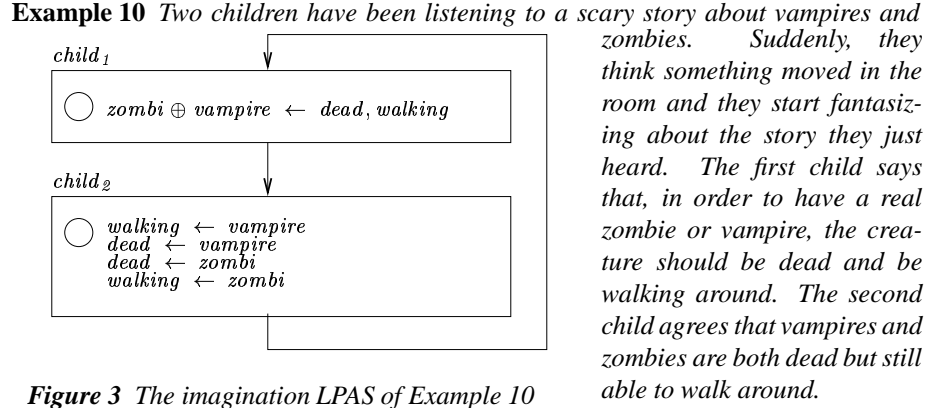 Example 10 Two children have been listening to a scary story about vampires and
child1
zombi ⊕ vampire ← dead, walking
child2
walking ← vampire
dead ← vampire
dead ← zombi
walking ← zombi
Figure 3 The imagination LPAS of Example 10
zombies. Suddenly, they
think something moved in the
room and they start fantasiz-
ing about the story they just
heard. The first child says
that, in order to have a real
zombie or vampire, the crea-
ture should be dead and be
walking around. The second
child agrees that vampires and
zombies are both dead but still
able to walk around.